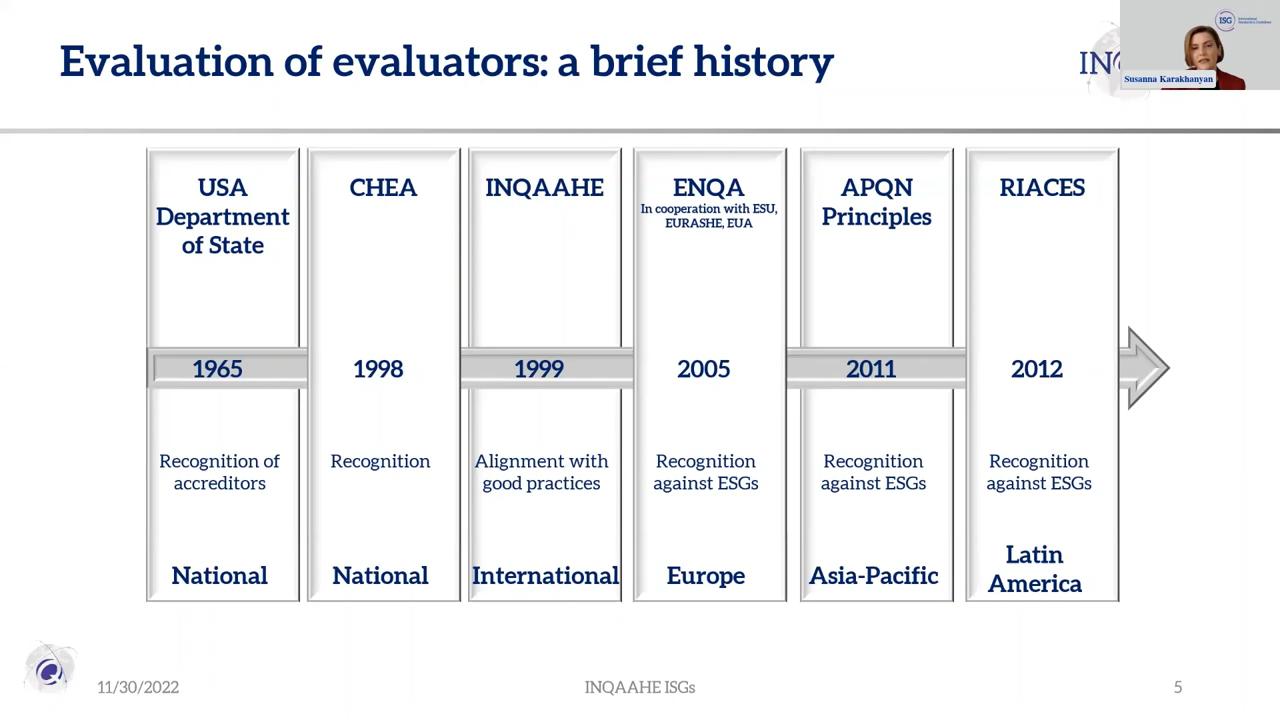 Evaluation of evaluators: a brief history
INQ
ISG
Susanna Karakhanyan
USA
Department
of State
1965
Recognition of
accreditors
National
CHEA
1998
Recognition
National
INQAAHE
1999
Alignment with
good practices
International
ENQA
In cooperation with ESU,
EURASHE, EUA
2005
Recognition
against ESGs
Europe
APQN
Principles
2011
Recognition
against ESGs
Asia-Pacific
RIACES
2012
Recognition
against ESGs
Latin
America
11/30/2022
INQAAHE ISGs
5